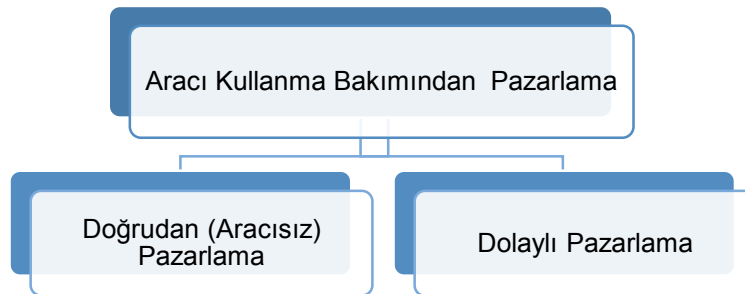 Aracı Kullanma Bakımından Pazarlama
Doğrudan (Aracısız)
Pazarlama
Dolaylı Pazarlama